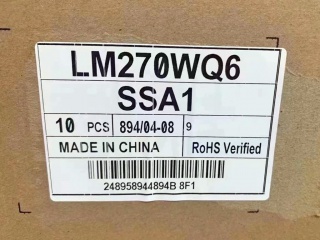 LM270WQ6
SSA1
10 PCS 894/04-08 9
MADE IN CHINA RoHS Verified
248958944894B 8F1